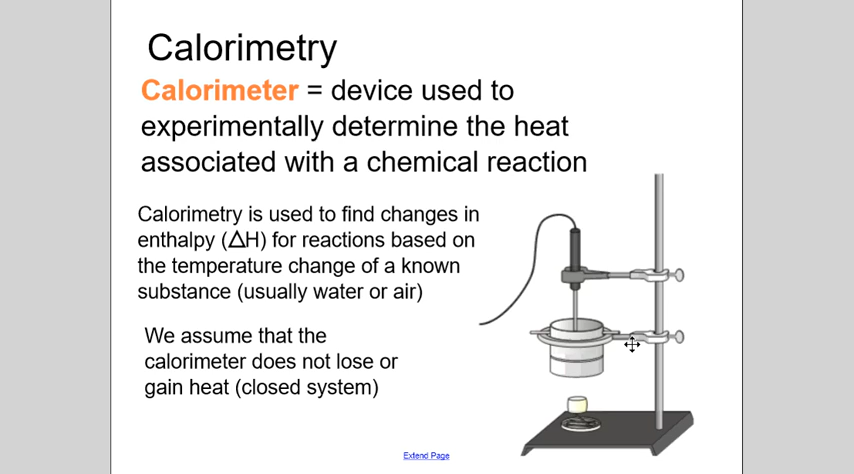 Calorimetry
Calorimeter = device used to
experimentally determine the heat
associated with a chemical reaction
Calorimetry is used to find changes in
enthalpy (△H) for reactions based on
the temperature change of a known
substance (usually water or air)
We assume that the
calorimeter does not lose or
gain heat (closed system)
Extend Page